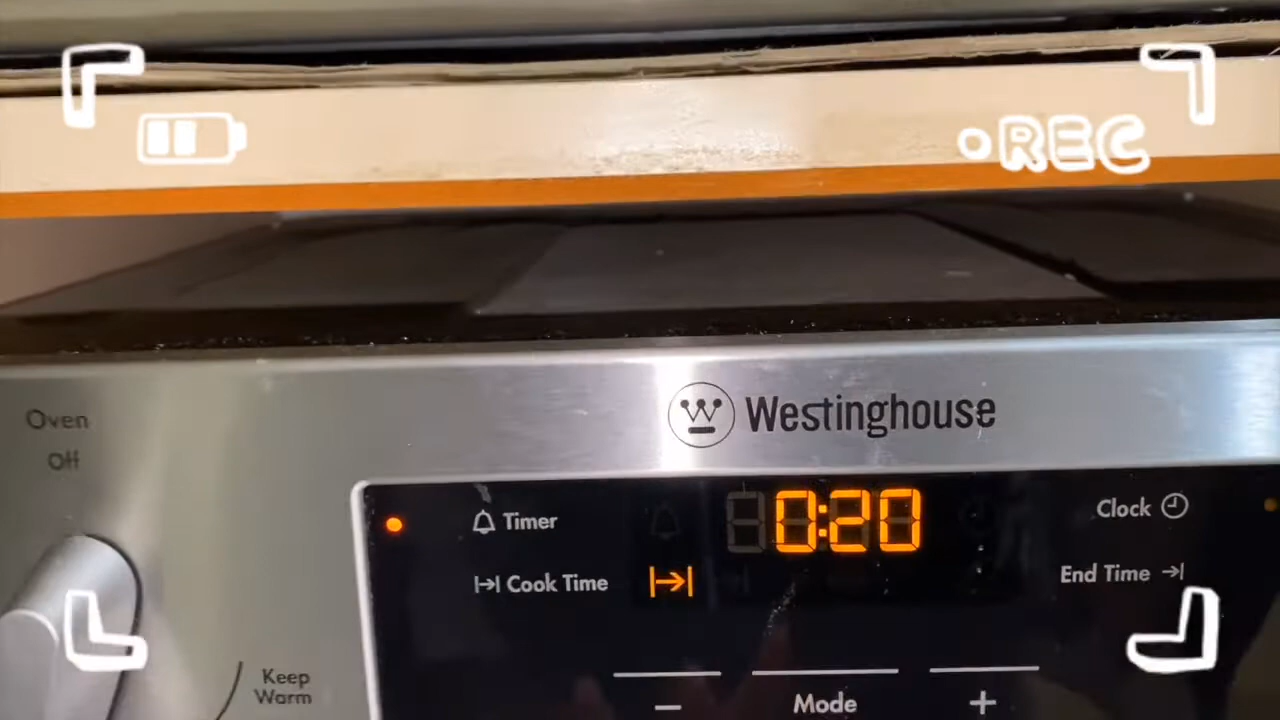 REC
Westinghouse
Oven
Off
Timer
0:20
Clock
Cook Time
End Time
Keep
Warm
− Mode +